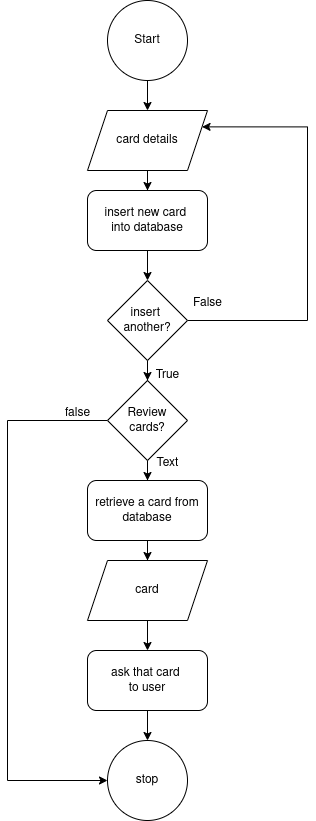 Start
card details
insert new card
into database
insert
another?
False
True
Review
cards?
false
Text
retrieve a card from
database
card
ask that card
to user
stop